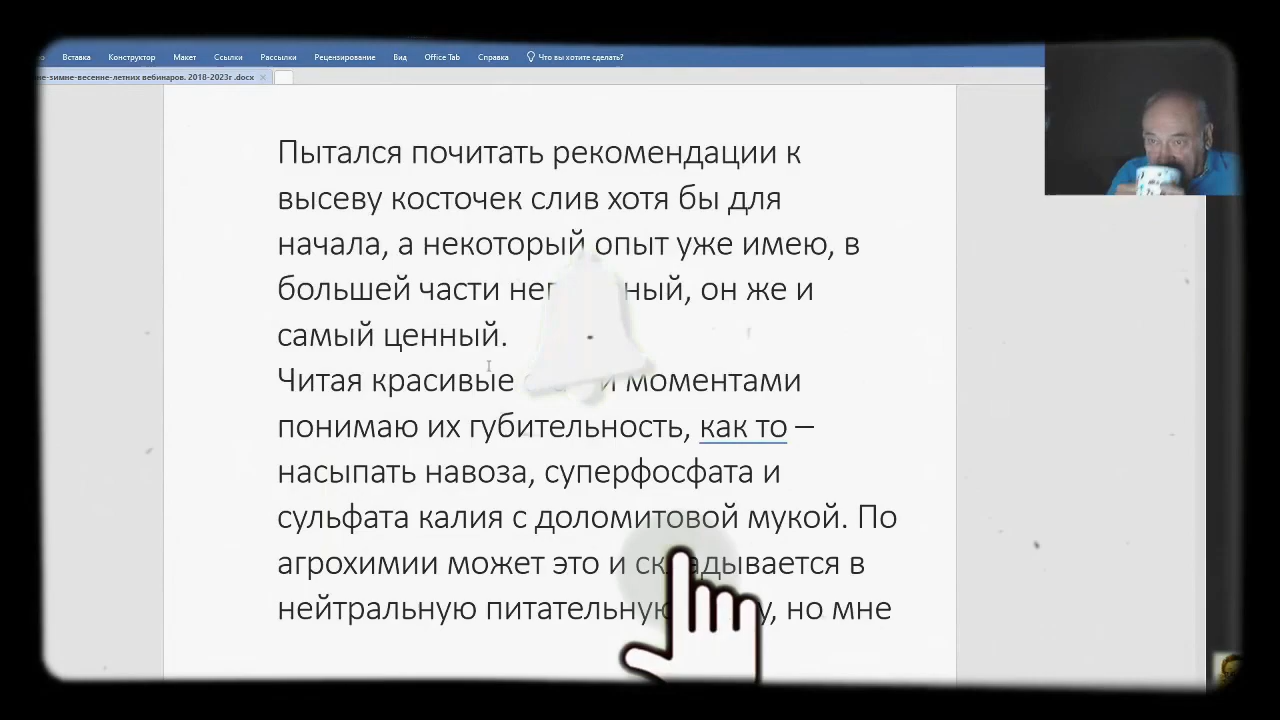 Вставка Конструктор Макет Ссылки Рассылки Рецензирование Вид Office Tab Справка Что вы хотите сделать?
не-зимне-весенне-летних вебинаров. 2018-2023г .docx
Пытался почитать рекомендации к
высеву косточек слив хотя бы для
начала, а некоторый опыт уже имею, в
большей части он же и
самый ценный.
Читая красивые моментами
понимаю их губительность, как то –
насыпать навоза, суперфосфата и
сульфата калия с доломитовой мукой. По
агрохимии может это и складывается в
нейтральную питательную но мне